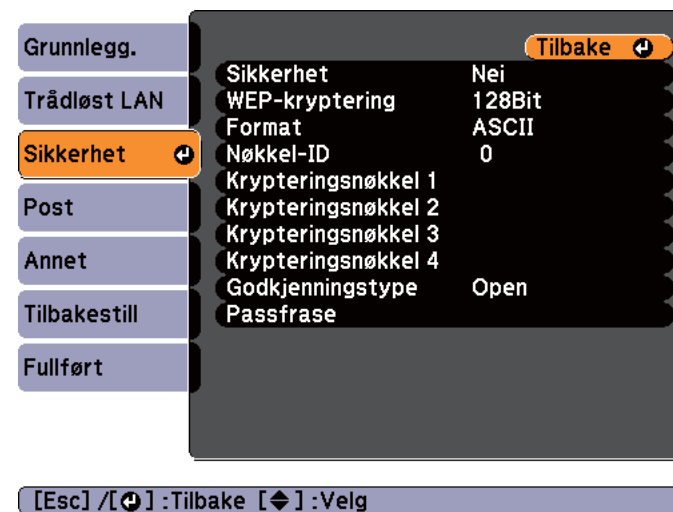 Grunnlegg.
Trådløst LAN
Sikkerhet
Post
Annet
Tilbakestill
Fullført
Tilbake
Sikkerhet Nei
WEP-kryptering 128Bit
Format ASCII
Nøkkel-ID 0
Krypteringsnøkkel 1
Krypteringsnøkkel 2
Krypteringsnøkkel 3
Krypteringsnøkkel 4
Godkjenningstype Open
Passfrase
[Esc] /[ ] :Tilbake [ ] :Velg